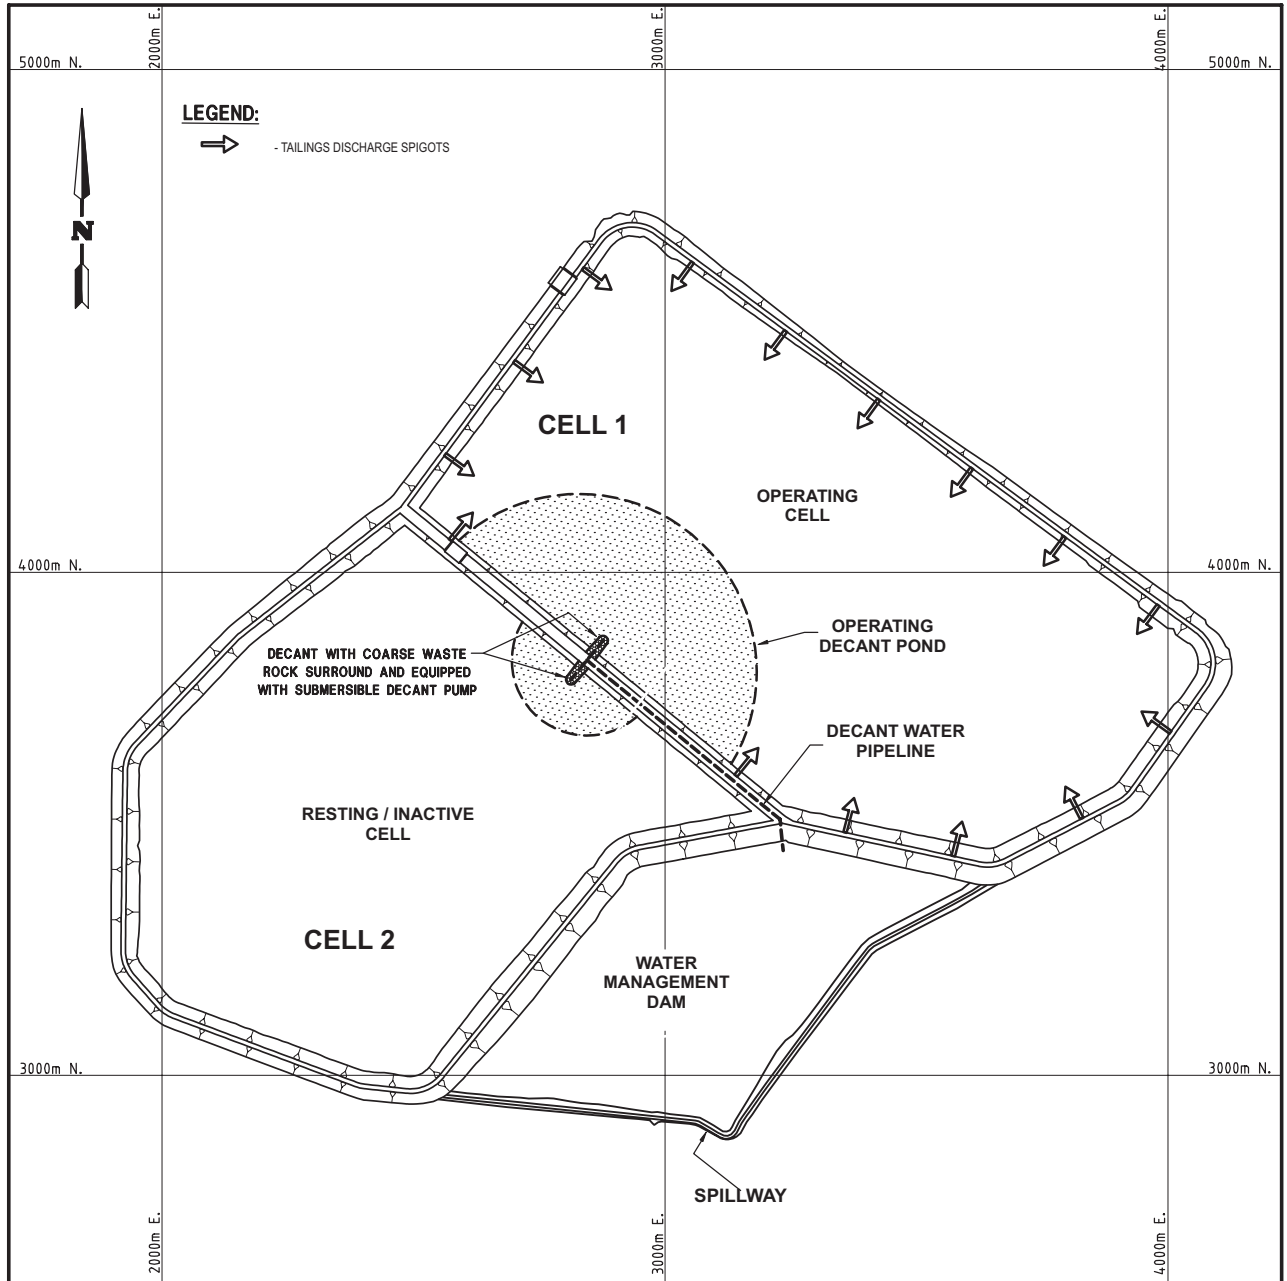 2000m E.
3000m E.
4000m E.
5000m N.
5000m N.
LEGEND:
- TAILINGS DISCHARGE SPIGOTS
N
CELL 1
OPERATING
CELL
4000m N.
4000m N.
OPERATING
DECANT POND
DECANT WITH COARSE WASTE
ROCK SURROUND AND EQUIPPED
WITH SUBMERSIBLE DECANT PUMP
DECANT WATER
PIPELINE
RESTING / INACTIVE
CELL
CELL 2
WATER
MANAGEMENT
DAM
3000m N.
3000m N.
SPILLWAY
2000m E.
3000m E.
4000m E.